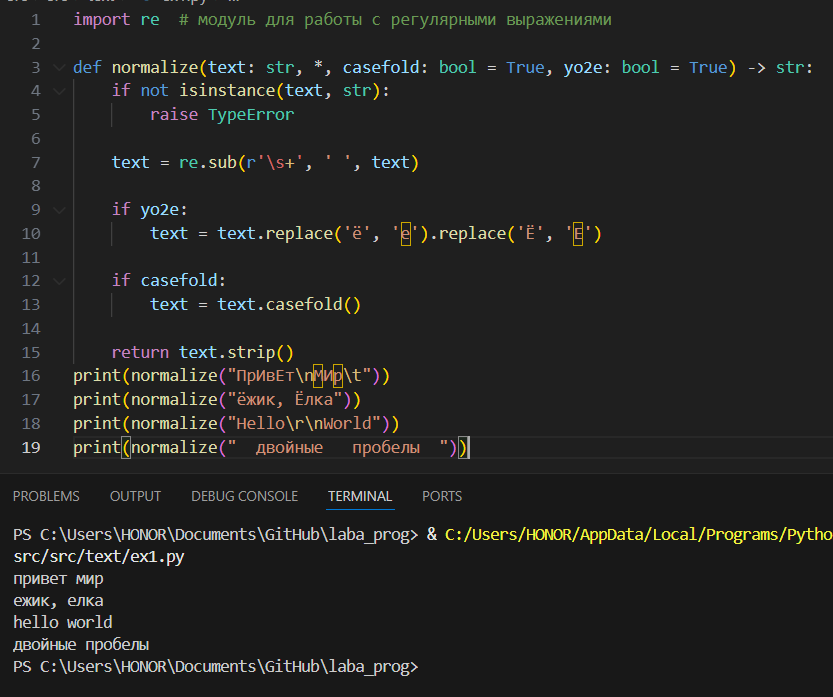 1 import re  # модуль для работы с регулярными выражениями
2
3 def normalize(text: str, *, casefold: bool = True, yo2e: bool = True) -> str:
4     if not isinstance(text, str):
5         raise TypeError
6
7     text = re.sub(r'\s+', ' ', text)
8
9     if yo2e:
10         text = text.replace('ё', 'е').replace('Ё', 'Е')
11
12     if casefold:
13         text = text.casefold()
14
15     return text.strip()
16 print(normalize("ПрИвЕт\nМИр\t"))
17 print(normalize("ёжик, Ёлка"))
18 print(normalize("Hello\r\nWorld"))
19 print(normalize("  двойные   пробелы  "))
PROBLEMS OUTPUT DEBUG CONSOLE TERMINAL PORTS
PS C:\Users\HONOR\Documents\GitHub\laba_prog> & C:/Users/HONOR/AppData/Local/Programs/Pytho
src/src/text/ex1.py
привет мир
ежик, елка
hello world
двойные пробелы
PS C:\Users\HONOR\Documents\GitHub\laba_prog>